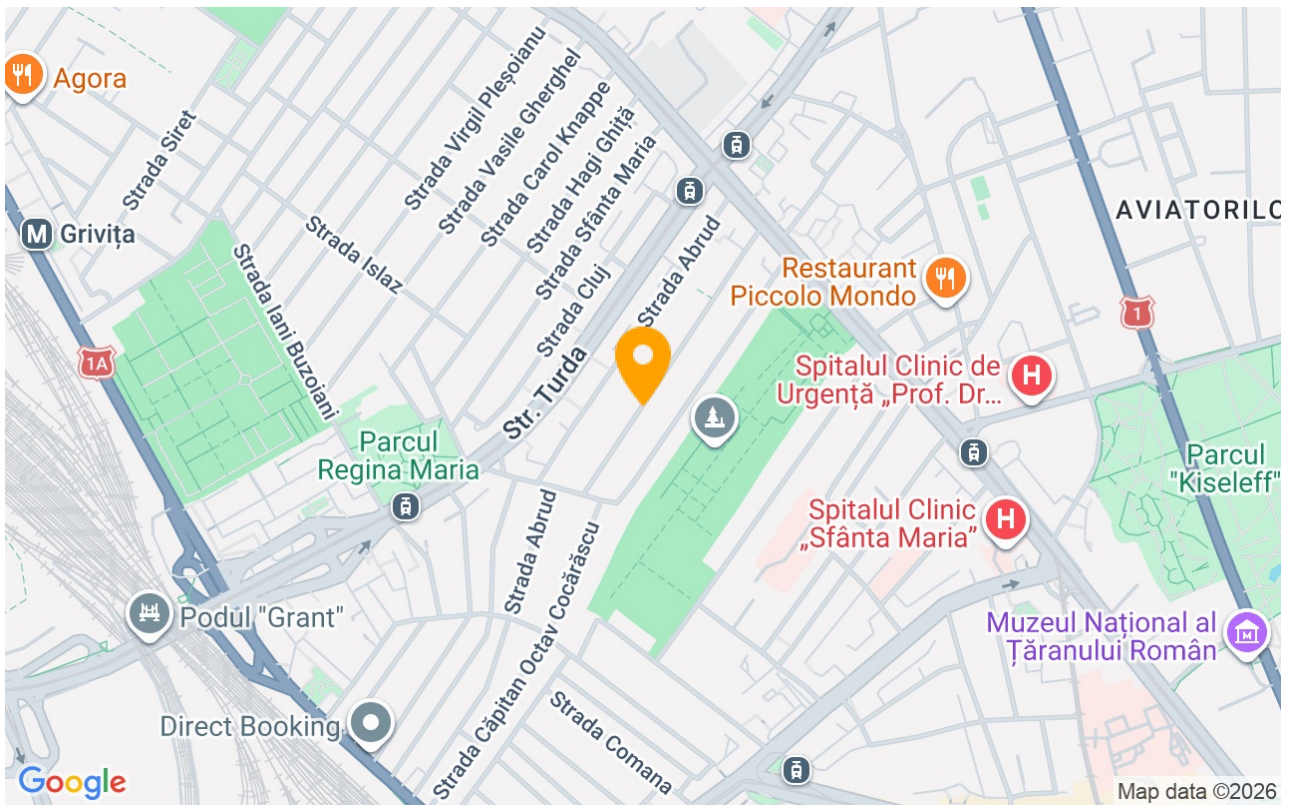 Agora
Strada Siret
Strada Virgil Pleșoianu
Strada Vasile Gherghel
Strada Carol Knappe
Strada Hagi Ghiță
Strada Sfânta Maria
Strada Cluj
Strada Abrud
AVIATORILO
M Grivița
Strada Islaz
Strada Iani Buzoianu
Restaurant
Piccolo Mondo
1
1A
Str. Turda
Spitalul Clinic de
Urgență „Prof. Dr...
H
Parcul
Regina Maria
Parcul
"Kiseleff"
Spitalul Clinic
„Sfânta Maria”
H
Strada Abrud
Strada Căpitan Octav Cocărăscu
Podul "Grant"
Muzeul Național al
Țăranului Român
M
Direct Booking
Strada Comana
Google
Map data ©2026